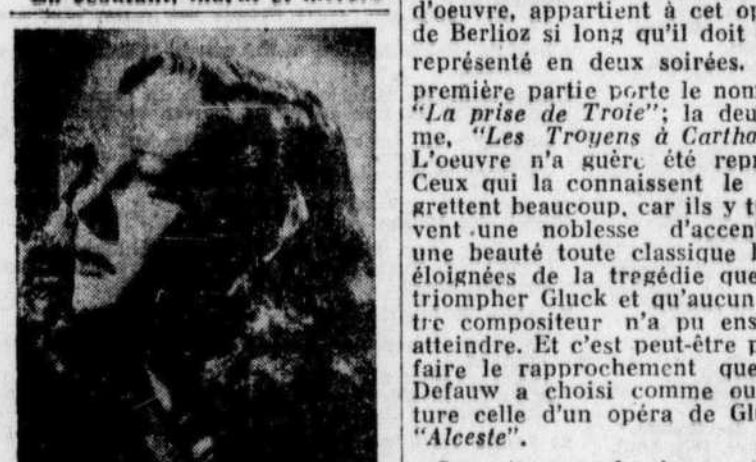 d'oeuvre, appartient à cet o
de Berlioz si long qu'il doit
représenté en deux soirées.
première partie porte le nom
"La prise de Troie"; la deu
me, "Les Troyens à Cartha
L'oeuvre n'a guère été repr
Ceux qui la connaissent le
grettent beaucoup, car ils y t
vent une noblesse d'accen
une beauté toute classique
éloignées de la tragédie que
triompher Gluck et qu'aucun
tre compositeur n'a pu ens
atteindre. Et c'est peut-être p
faire le rapprochement que
Defauw a choisi comme ou
ture celle d'un opéra de Gl
"Alceste".